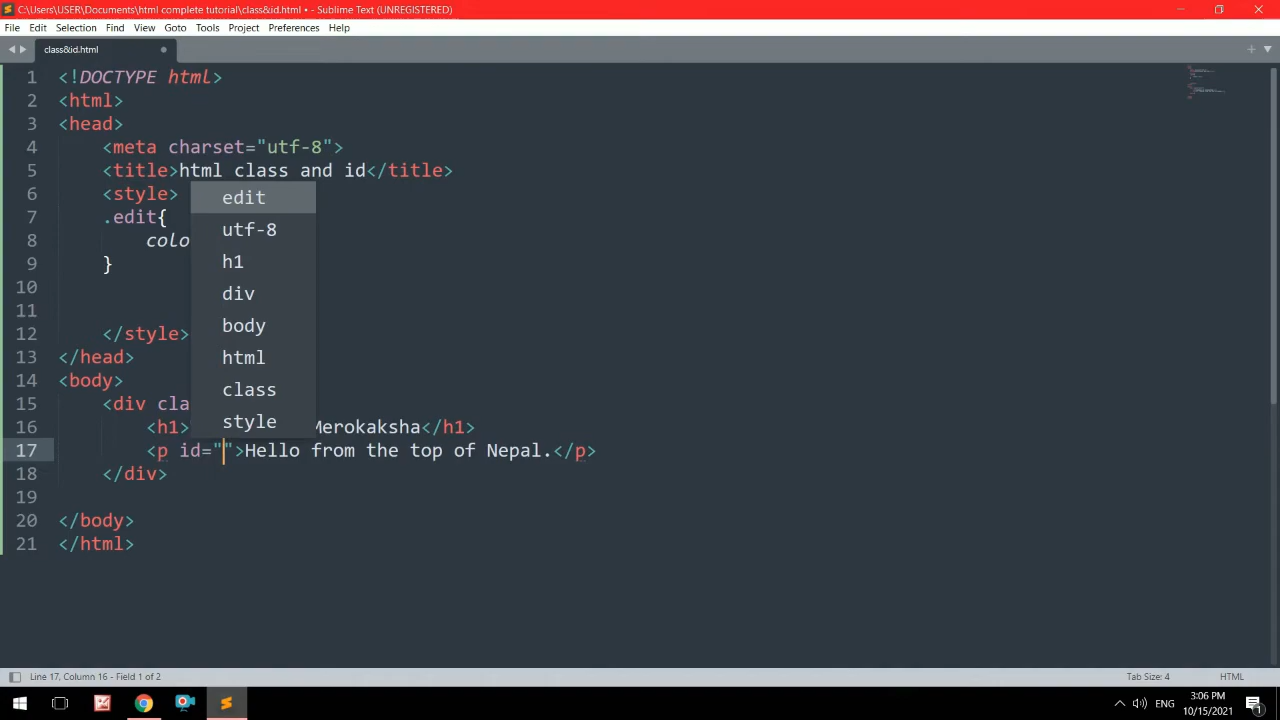 C:\Users\USER\Documents\html complete tutorial\class&id.html • - Sublime Text (UNREGISTERED)
File Edit Selection Find View Goto Tools Project Preferences Help
class&id.html
1 <!DOCTYPE html>
2 <html>
3 <head>
4 <meta charset="utf-8">
5 <title>html class and id</title>
6 <style>
7 .edit{
8 colo
9 }
10
11
12 </style>
13 </head>
14 <body>
15 <div cla
16 <h1> Merokaksha</h1>
17 <p id="">Hello from the top of Nepal.</p>
18 </div>
19
20 </body>
21 </html>
edit
utf-8
h1
div
body
html
class
style
Line 17, Column 16 - Field 1 of 2 Tab Size: 4 HTML
ENG 3:06 PM
10/15/2021
1